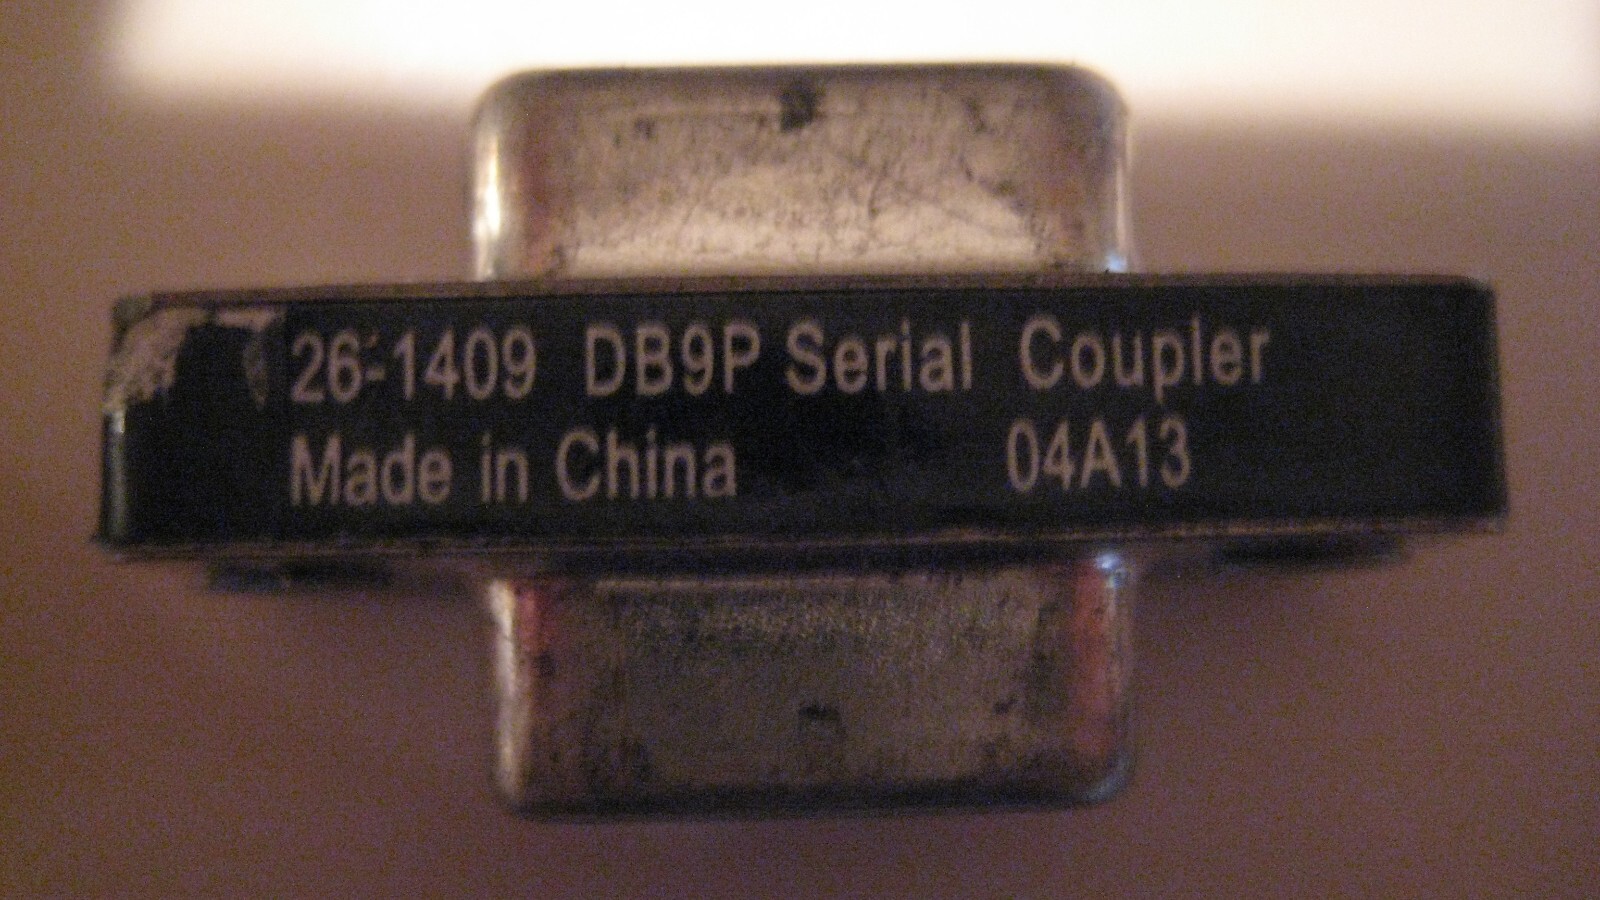 26-1409 DB9P Serial Coupler
Made in China 04A13